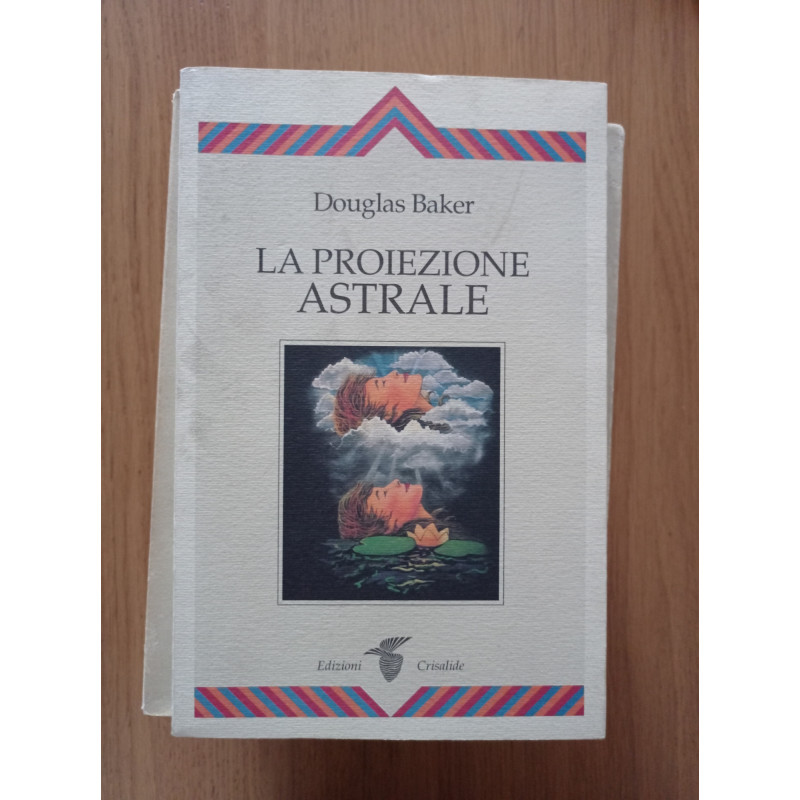 Douglas Baker
LA PROIEZIONE
ASTRALE
Edizioni Crisalide